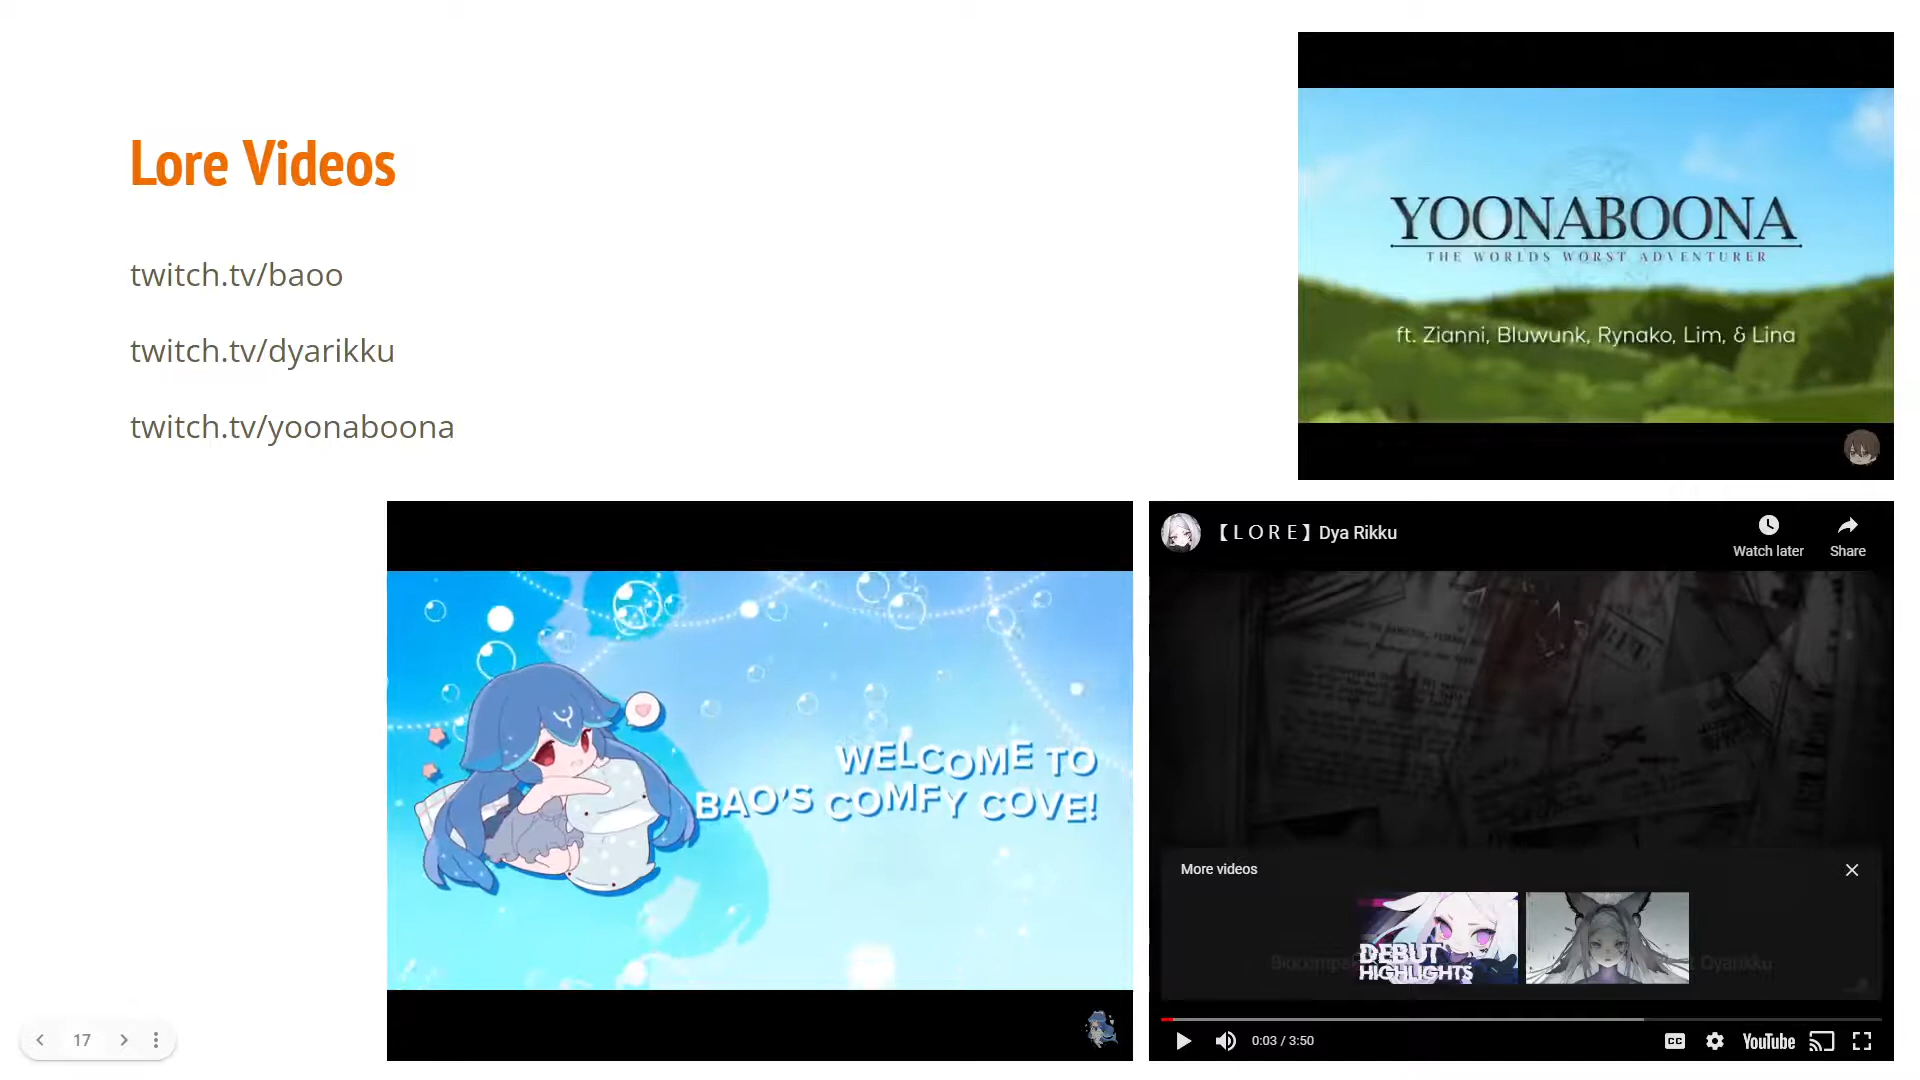 Lore Videos
twitch.tv/baoo
twitch.tv/dyarikku
twitch.tv/yoonaboona
YOONABOONA
THE WORLDS WORST ADVENTURER
ft. Zianni, Bluwunk, Rynako, Lim, & Lina
WELCOME TO
BAO'S COMFY COVE!
【 L O R E 】Dya Rikku
Watch later
Share
More videos
DEBUT
HIGHLIGHTS
Dyarikku
0:03 / 3:50
CC
YouTube
17